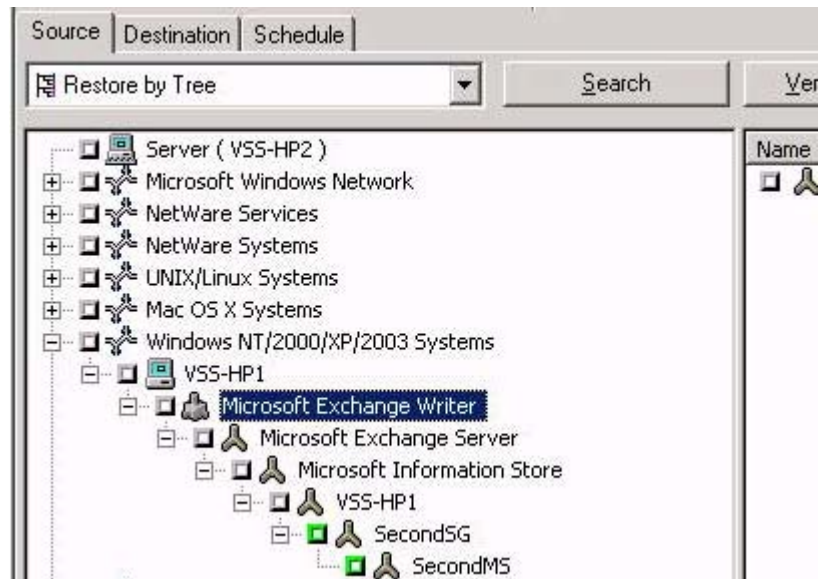 Source Destination Schedule
Restore by Tree Search Ver
Server ( VSS-HP2 ) Name
Microsoft Windows Network
NetWare Services
NetWare Systems
UNIX/Linux Systems
Mac OS X Systems
Windows NT/2000/XP/2003 Systems
VSS-HP1
Microsoft Exchange Writer
Microsoft Exchange Server
Microsoft Information Store
VSS-HP1
SecondSG
SecondMS